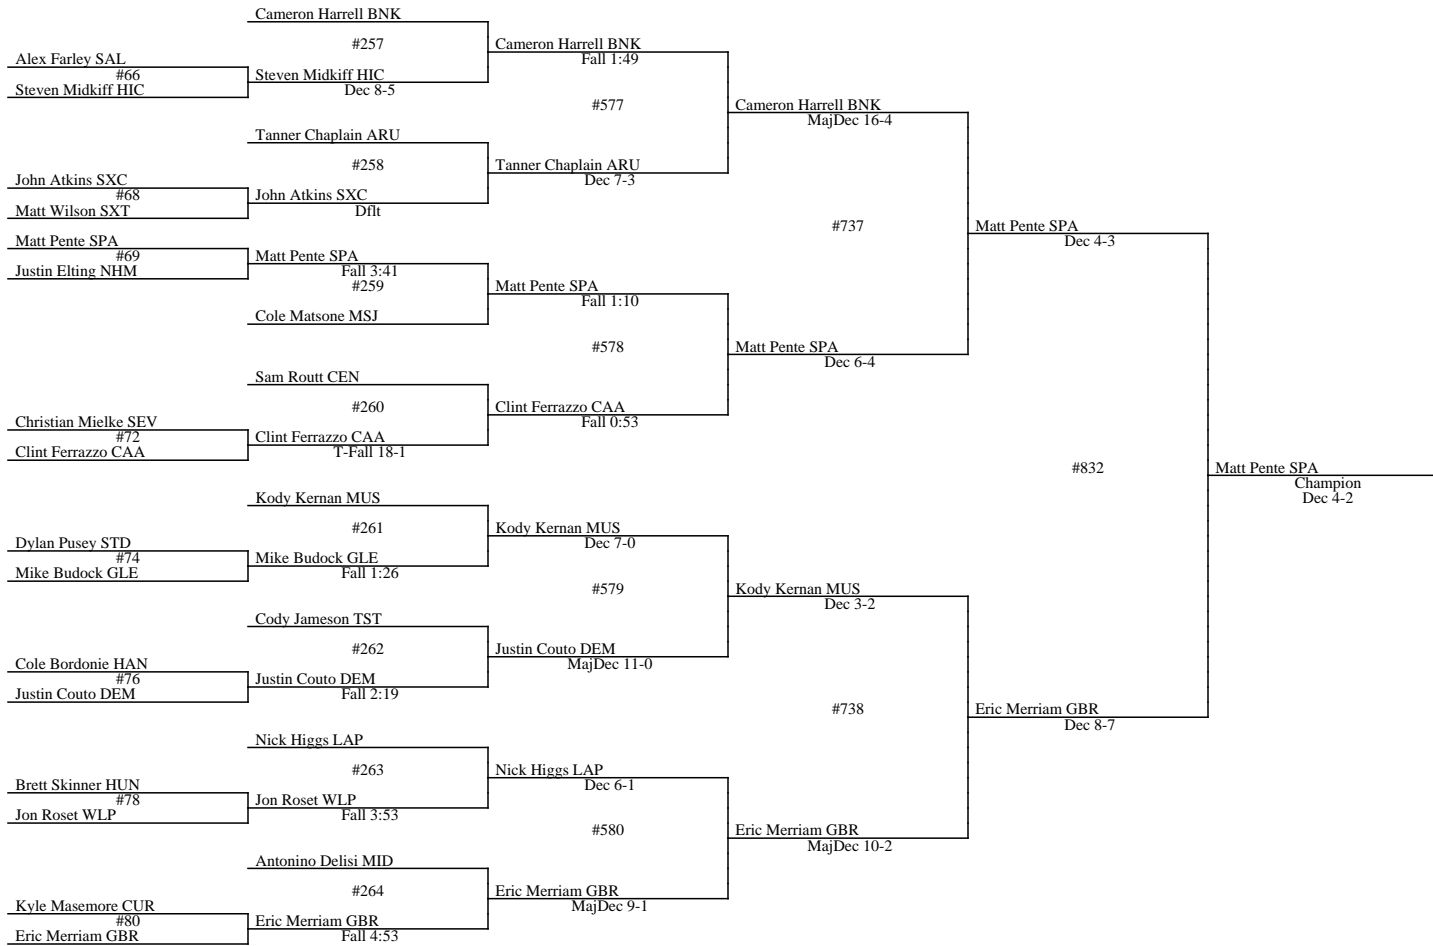 Cameron Harrell BNK
#257
Cameron Harrell BNK
Fall 1:49
Alex Farley SAL
#66
Steven Midkiff HIC
Steven Midkiff HIC
Dec 8-5
#577
Cameron Harrell BNK
MajDec 16-4
Tanner Chaplain ARU
#258
Tanner Chaplain ARU
Dec 7-3
John Atkins SXC
#68
Matt Wilson SXT
John Atkins SXC
Dflt
#737
Matt Pente SPA
Dec 4-3
Matt Pente SPA
#69
Justin Elting NHM
Matt Pente SPA
Fall 3:41
#259
Matt Pente SPA
Fall 1:10
Cole Matsone MSJ
#578
Matt Pente SPA
Dec 6-4
Sam Routt CEN
#260
Clint Ferrazzo CAA
Fall 0:53
Christian Mielke SEV
#72
Clint Ferrazzo CAA
Clint Ferrazzo CAA
T-Fall 18-1
#832
Matt Pente SPA
Champion
Dec 4-2
Kody Kernan MUS
#261
Kody Kernan MUS
Dec 7-0
Dylan Pusey STD
#74
Mike Budock GLE
Mike Budock GLE
Fall 1:26
#579
Kody Kernan MUS
Dec 3-2
Cody Jameson TST
#262
Justin Couto DEM
MajDec 11-0
Cole Bordonie HAN
#76
Justin Couto DEM
Justin Couto DEM
Fall 2:19
#738
Eric Merriam GBR
Dec 8-7
Nick Higgs LAP
#263
Nick Higgs LAP
Dec 6-1
Brett Skinner HUN
#78
Jon Roset WLP
Jon Roset WLP
Fall 3:53
#580
Eric Merriam GBR
MajDec 10-2
Antonino Delisi MID
#264
Eric Merriam GBR
MajDec 9-1
Kyle Masemore CUR
#80
Eric Merriam GBR
Eric Merriam GBR
Fall 4:53